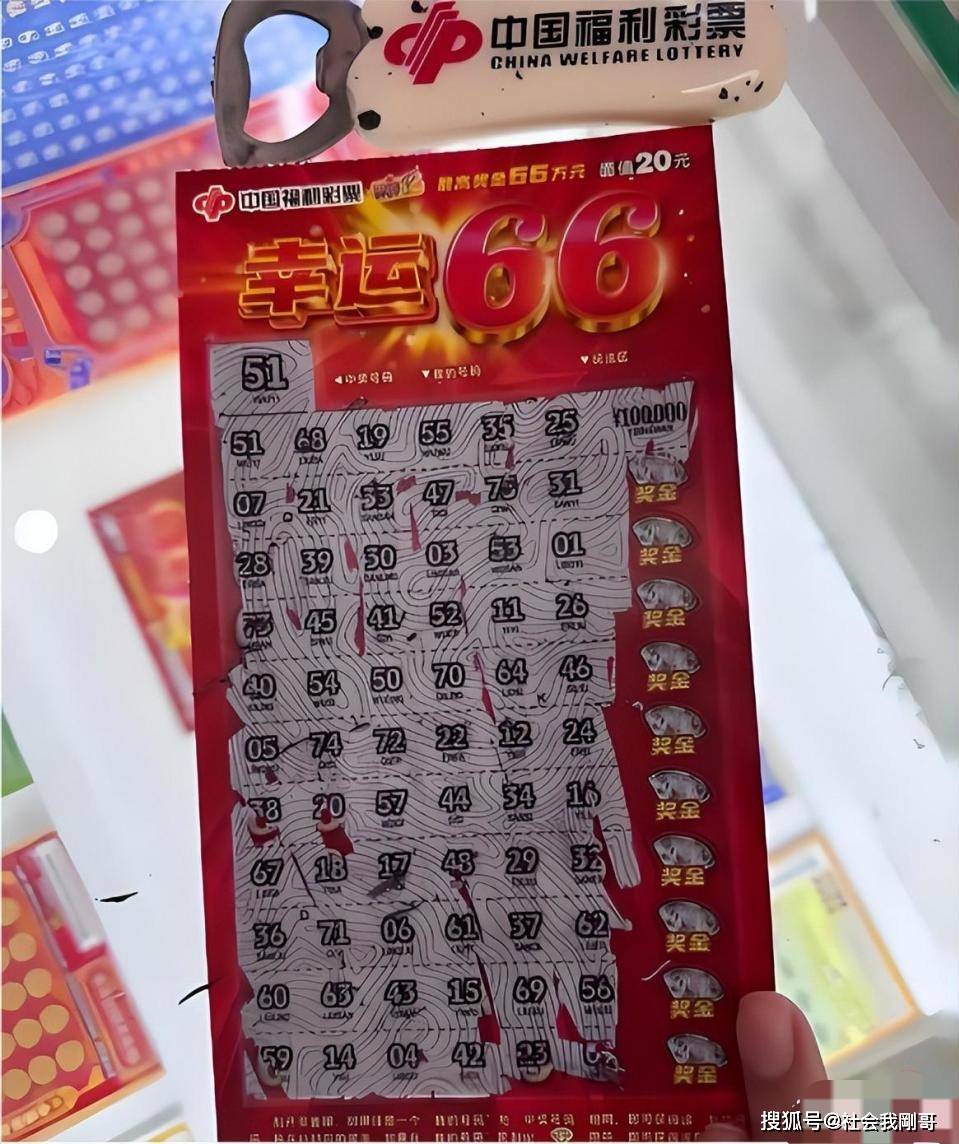 中国福利彩票
CHINA WELFARE LOTTERY
中国福利彩票 最高奖金66万元 面值20元
幸运66
51 ◀中奖号码 ▼我的号码
51 68 19 55 35 25 ¥100000
07 21 33 47 75 31 奖金
28 39 30 03 53 01 奖金
73 45 41 52 11 26 奖金
40 54 50 70 64 46 奖金
05 74 72 22 12 24 奖金
38 20 57 44 34 16 奖金
67 18 17 48 29 32 奖金
36 71 06 61 37 62 奖金
60 63 43 15 69 56 奖金
59 14 04 42 23 奖金
搜狐号@社会我刚哥